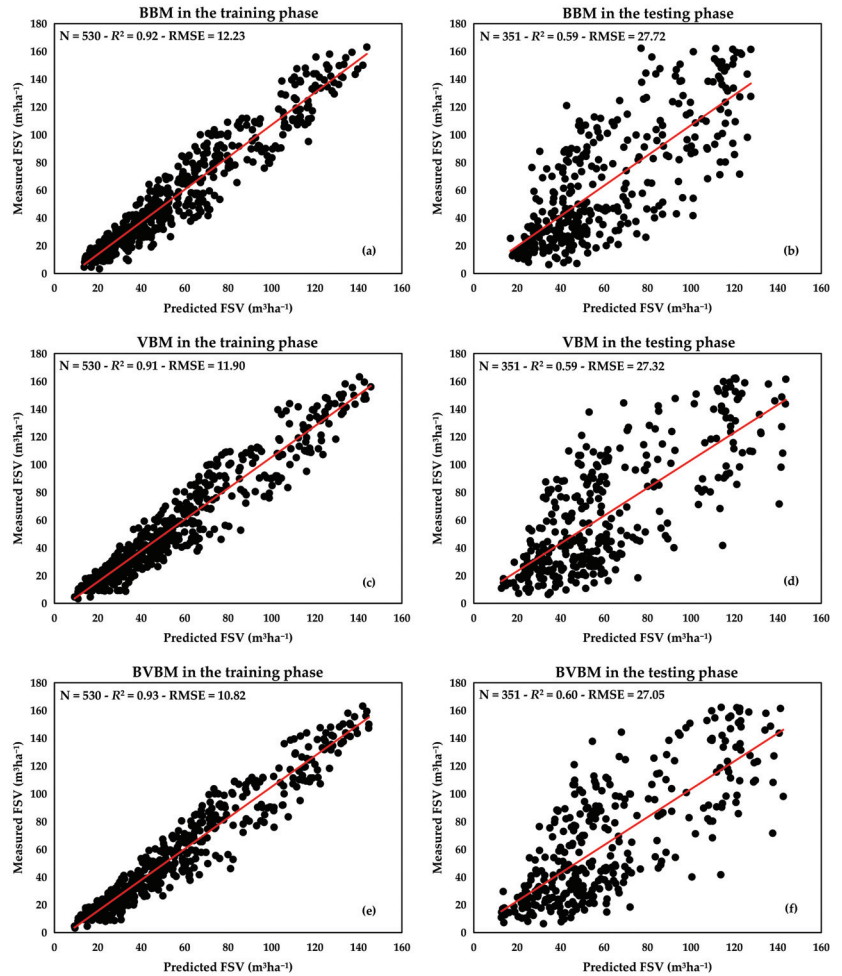 BBM in the training phase
N = 530 - R² = 0.92 - RMSE = 12.23
180
160
140
120
100
80
60
40
20
0
Measured FSV (m³ha⁻¹)
(a)
0 20 40 60 80 100 120 140 160
Predicted FSV (m³ha⁻¹)
BBM in the testing phase
N = 351 - R² = 0.59 - RMSE = 27.72
180
160
140
120
100
80
60
40
20
0
Measured FSV (m³ha⁻¹)
(b)
0 20 40 60 80 100 120 140 160
Predicted FSV (m³ha⁻¹)
VBM in the training phase
N = 530 - R² = 0.91 - RMSE = 11.90
180
160
140
120
100
80
60
40
20
0
Measured FSV (m³ha⁻¹)
(c)
0 20 40 60 80 100 120 140 160
Predicted FSV (m³ha⁻¹)
VBM in the testing phase
N = 351 - R² = 0.59 - RMSE = 27.32
180
160
140
120
100
80
60
40
20
0
Measured FSV (m³ha⁻¹)
(d)
0 20 40 60 80 100 120 140 160
Predicted FSV (m³ha⁻¹)
BVBM in the training phase
N = 530 - R² = 0.93 - RMSE = 10.82
180
160
140
120
100
80
60
40
20
0
Measured FSV (m³ha⁻¹)
(e)
0 20 40 60 80 100 120 140 160
Predicted FSV (m³ha⁻¹)
BVBM in the testing phase
N = 351 - R² = 0.60 - RMSE = 27.05
180
160
140
120
100
80
60
40
20
0
Measured FSV (m³ha⁻¹)
(f)
0 20 40 60 80 100 120 140 160
Predicted FSV (m³ha⁻¹)